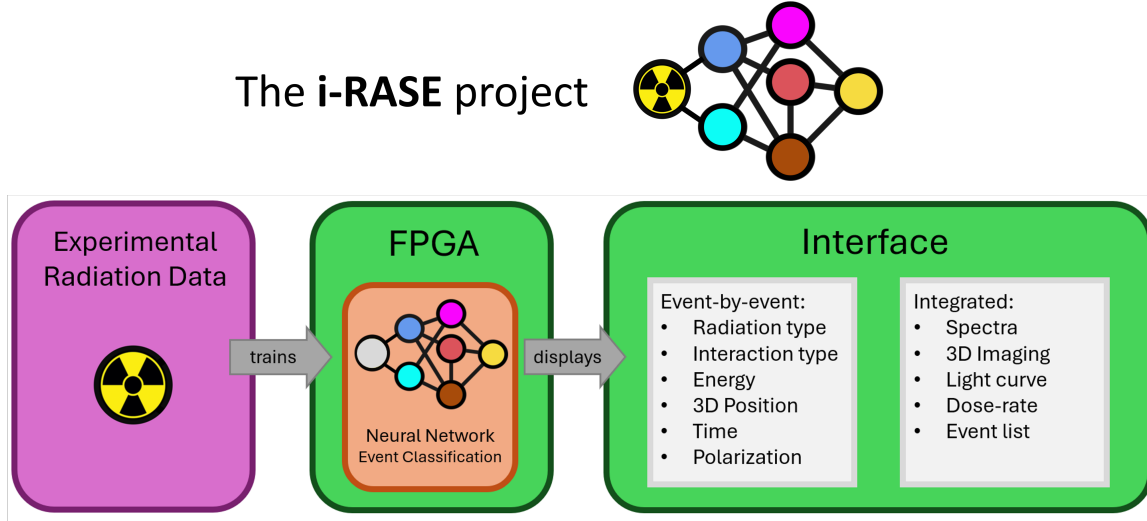 The i-RASE project
Experimental
Radiation Data
trains
FPGA
Neural Network
Event Classification
displays
Interface
Event-by-event:
• Radiation type
• Interaction type
• Energy
• 3D Position
• Time
• Polarization
Integrated:
• Spectra
• 3D Imaging
• Light curve
• Dose-rate
• Event list